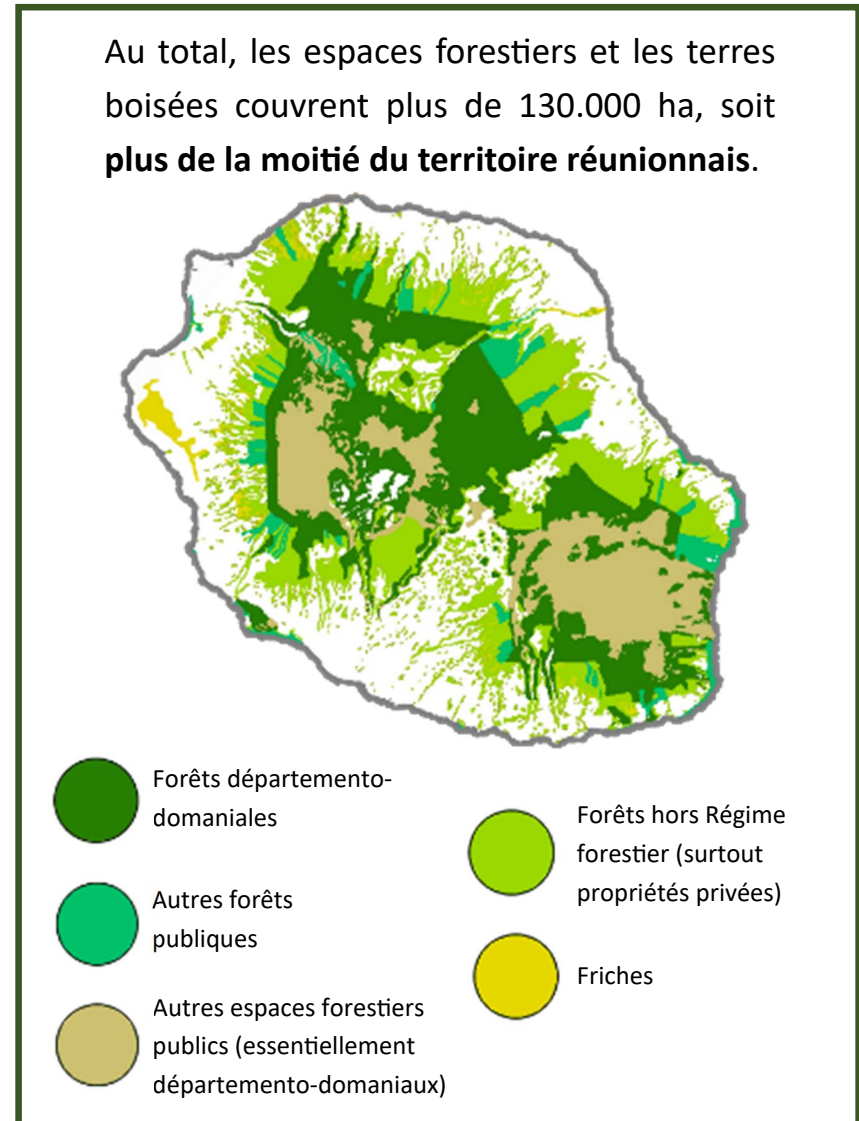 Au total, les espaces forestiers et les terres
boisées couvrent plus de 130.000 ha, soit
plus de la moitié du territoire réunionnais.
Forêts département​o-
domaniales
Autres forêts
publiques
Autres espaces forestiers
publics (essentiellement
département​o-domaniaux)
Forêts hors Régime
forestier (surtout
propriétés privées)
Friches